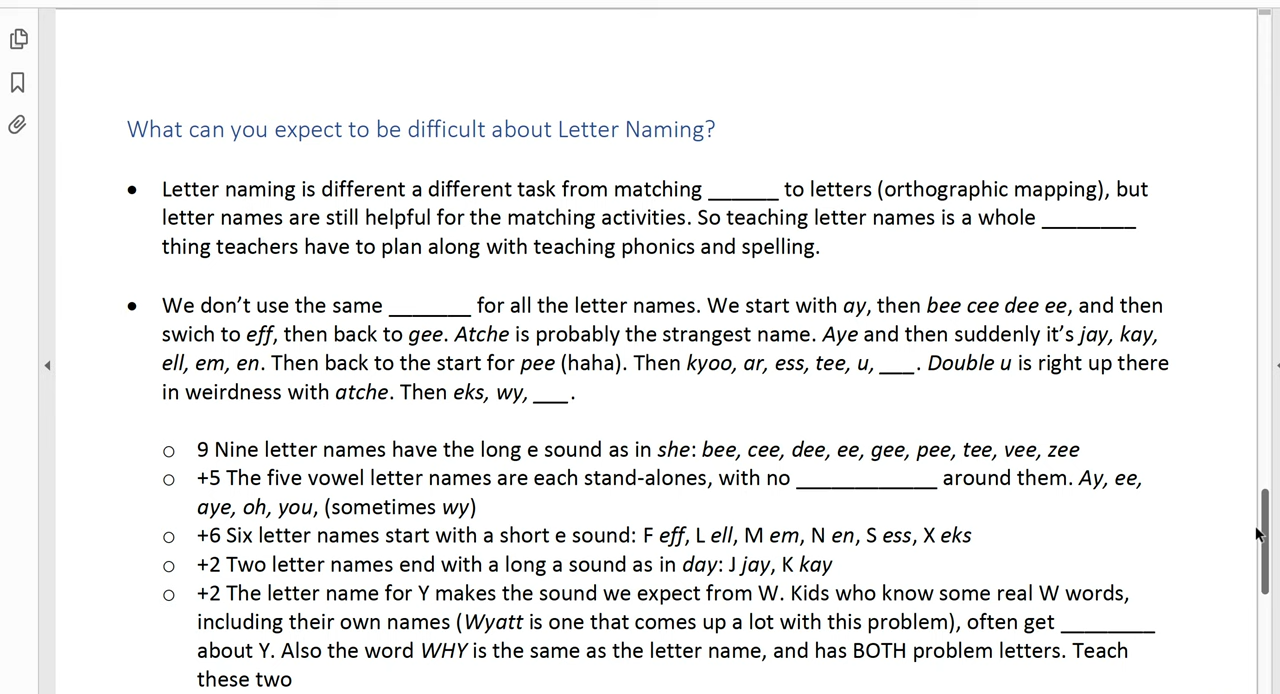 What can you expect to be difficult about Letter Naming?
• Letter naming is different a different task from matching ______ to letters (orthographic mapping), but
letter names are still helpful for the matching activities. So teaching letter names is a whole ________
thing teachers have to plan along with teaching phonics and spelling.
• We don’t use the same _______ for all the letter names. We start with ay, then bee cee dee ee, and then
swich to eff, then back to gee. Atche is probably the strangest name. Aye and then suddenly it’s jay, kay,
ell, em, en. Then back to the start for pee (haha). Then kyoo, ar, ess, tee, u, ___. Double u is right up there
in weirdness with atche. Then eks, wy, ___.
o 9 Nine letter names have the long e sound as in she: bee, cee, dee, ee, gee, pee, tee, vee, zee
o +5 The five vowel letter names are each stand-alones, with no ____________ around them. Ay, ee,
aye, oh, you, (sometimes wy)
o +6 Six letter names start with a short e sound: F eff, L ell, M em, N en, S ess, X eks
o +2 Two letter names end with a long a sound as in day: J jay, K kay
o +2 The letter name for Y makes the sound we expect from W. Kids who know some real W words,
including their own names (Wyatt is one that comes up a lot with this problem), often get ________
about Y. Also the word WHY is the same as the letter name, and has BOTH problem letters. Teach
these two